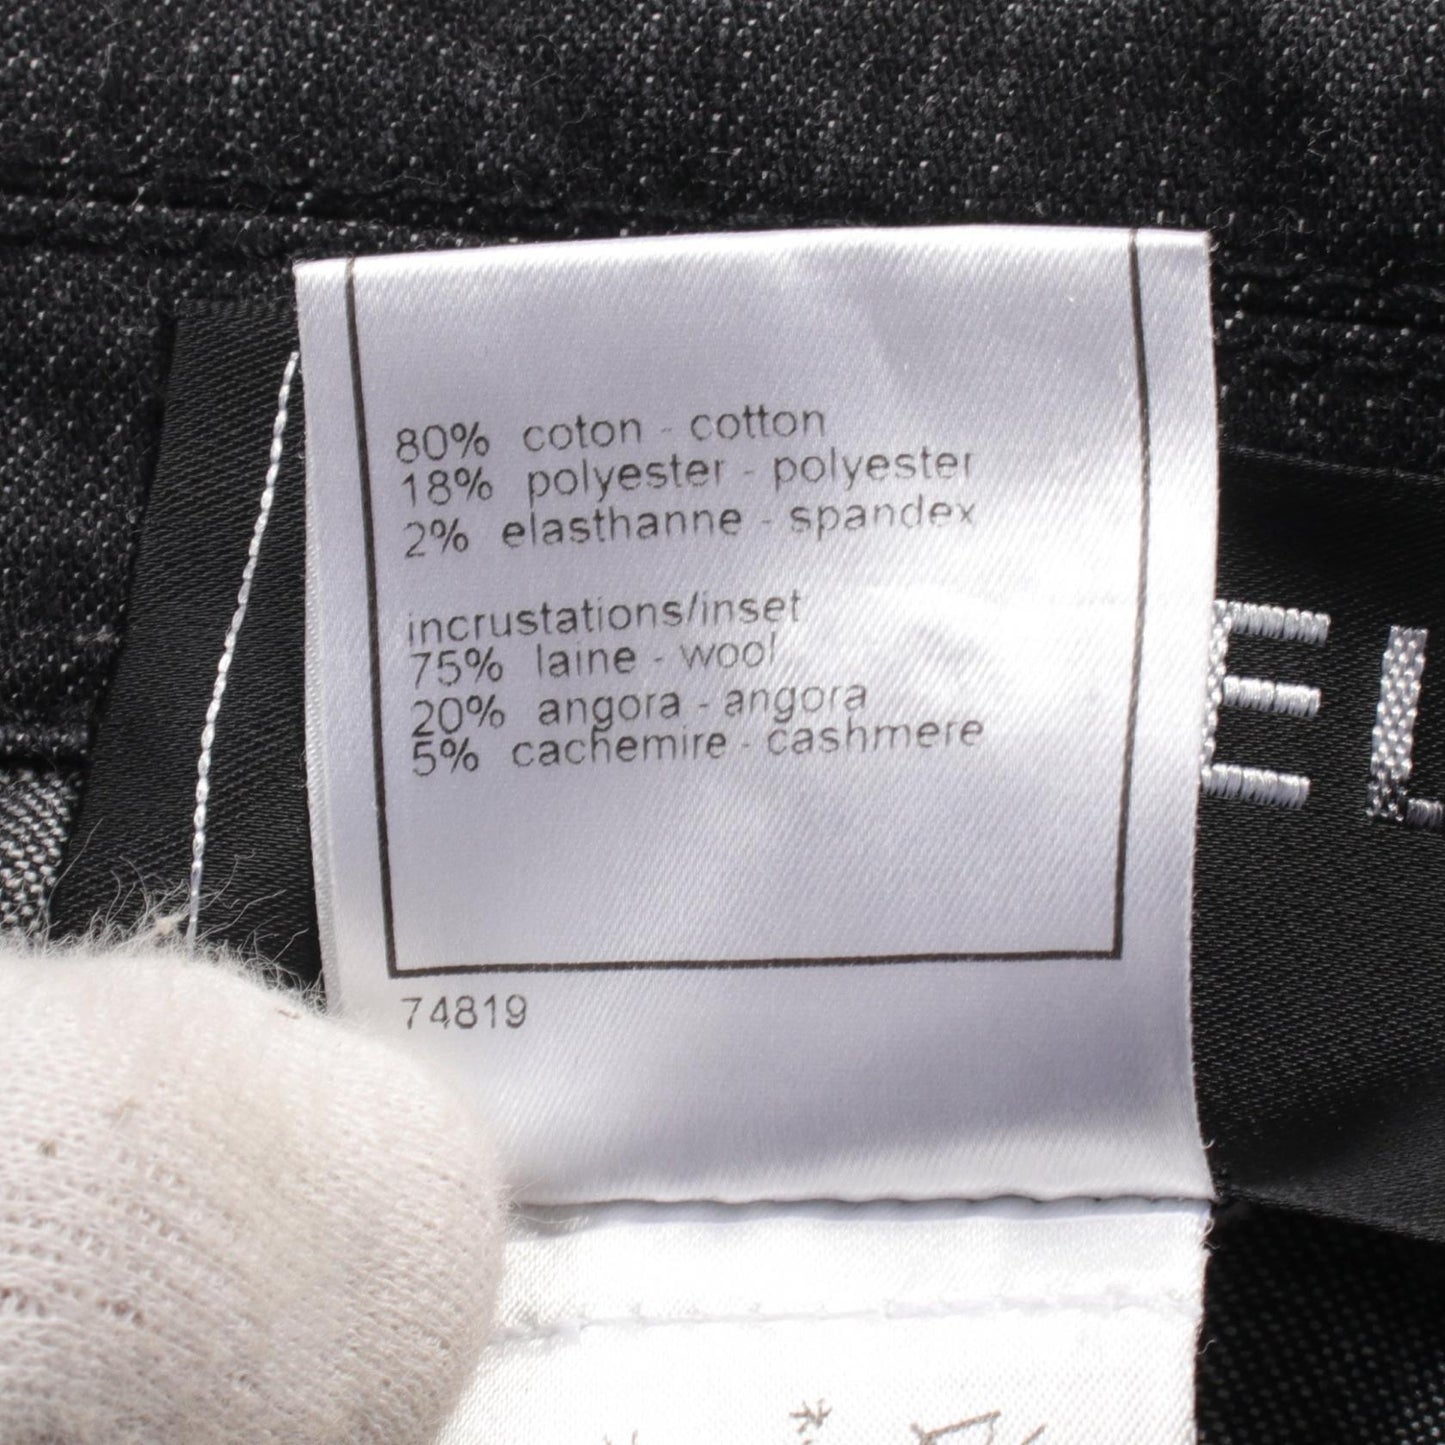 80% coton - cotton
18% polyester - polyester
2% elasthanne - spandex
incrustations/inset
75% laine - wool
20% angora - angora
5% cachemire - cashmere
74819
EL